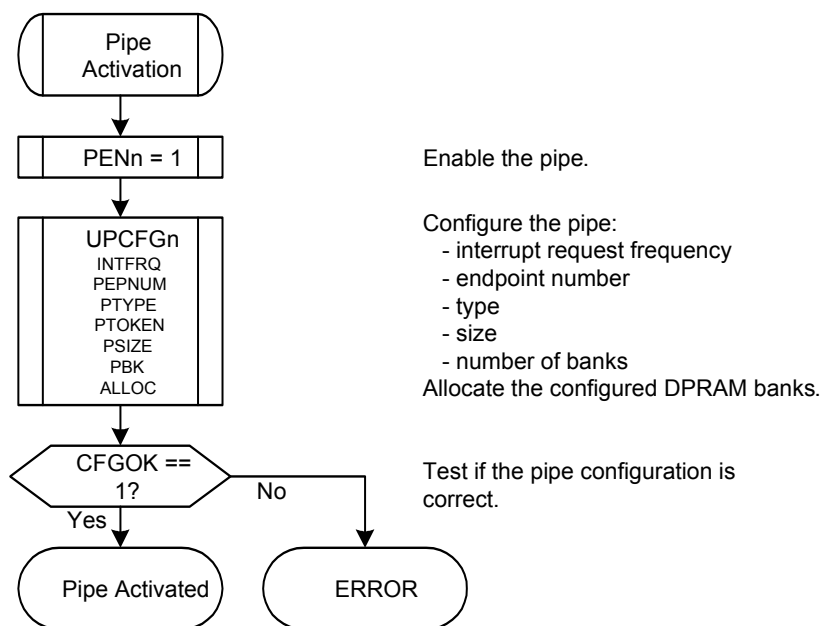 Pipe
Activation
PENn = 1
Enable the pipe.
UPCFGn
INTFRQ
PEPNUM
PTYPE
PTOKEN
PSIZE
PBK
ALLOC
Configure the pipe:
- interrupt request frequency
- endpoint number
- type
- size
- number of banks
Allocate the configured DPRAM banks.
CFGOK ==
1?
Test if the pipe configuration is
correct.
No
Yes
Pipe Activated
ERROR